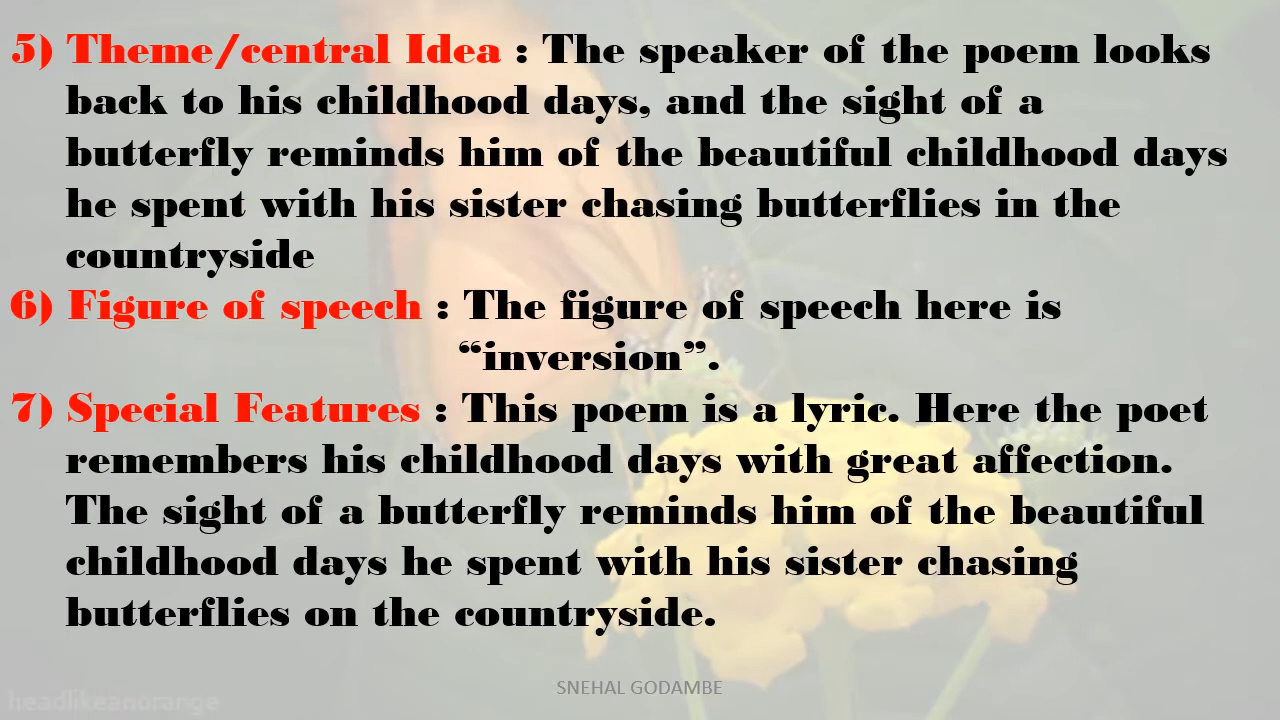 5) Theme/central Idea : The speaker of the poem looks
back to his childhood days, and the sight of a
butterfly reminds him of the beautiful childhood days
he spent with his sister chasing butterflies in the
countryside
6) Figure of speech : The figure of speech here is
“inversion”.
7) Special Features : This poem is a lyric. Here the poet
remembers his childhood days with great affection.
The sight of a butterfly reminds him of the beautiful
childhood days he spent with his sister chasing
butterflies on the countryside.
SNEHAL GODAMBE
headlikeanorange